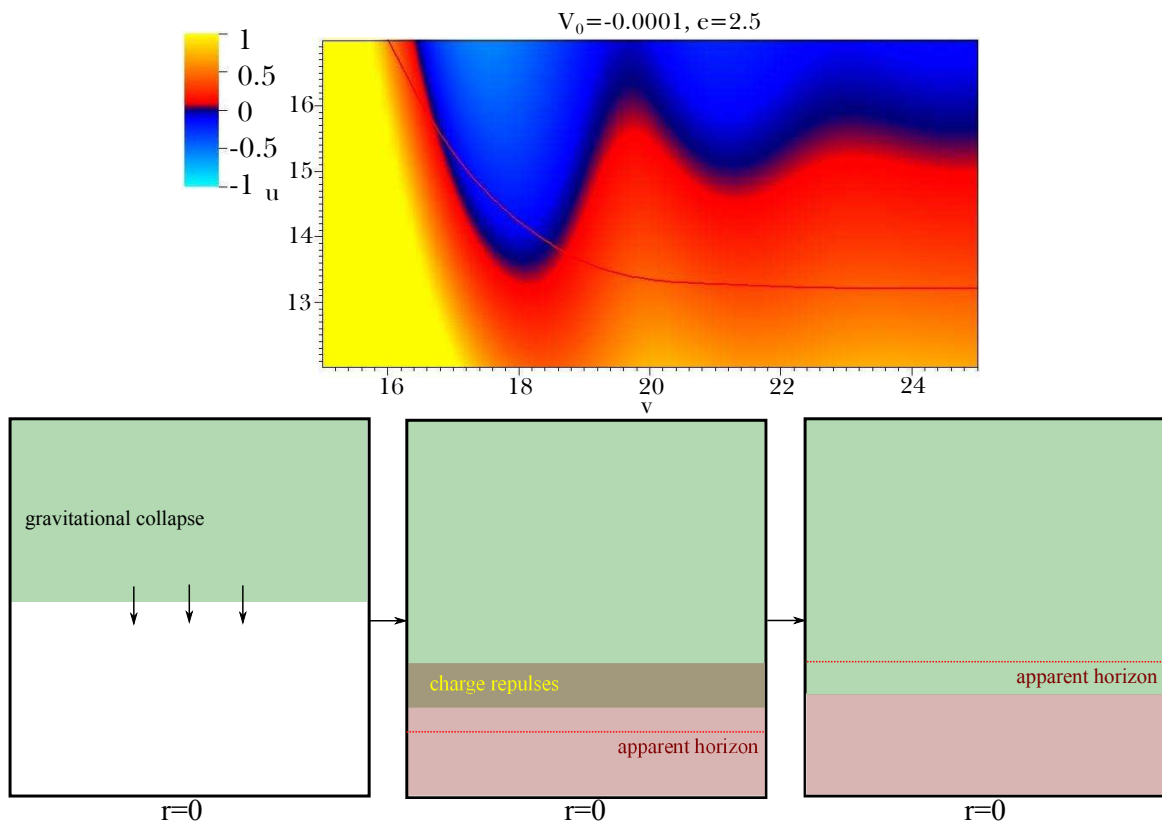 V₀=-0.0001, e=2.5
1
0.5
0
-0.5
-1
u
16
15
14
13
16 18 20 22 24
v
gravitational collapse
charge repulses
apparent horizon
apparent horizon
r=0 r=0 r=0